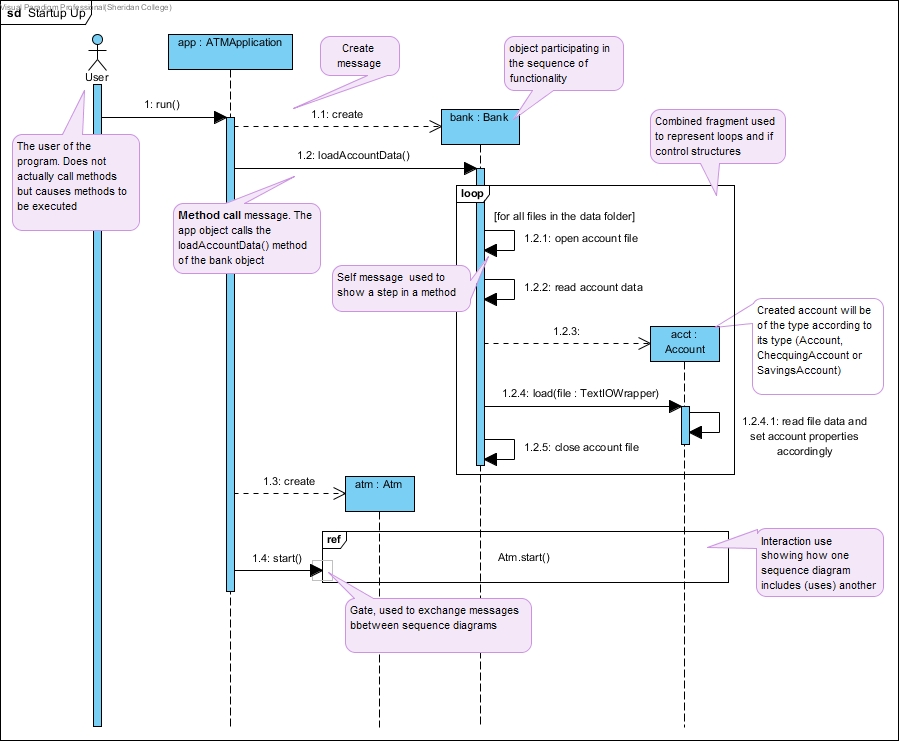 Visual Paradigm Professional(Sheridan College)
sd Startup Up
app : ATMApplication
Create
message
object participating in
the sequence of
functionality
User
1: run()
1.1: create
bank : Bank
Combined fragment used
to represent loops and if
control structures
The user of the
program. Does not
actually call methods
but causes methods to
be executed
1.2: loadAccountData()
loop
Method call message. The
app object calls the
loadAccountData() method
of the bank object
[for all files in the data folder]
1.2.1: open account file
Self message used to
show a step in a method
1.2.2: read account data
Created account will be
of the type according to
its type (Account,
ChecquingAccount or
SavingsAccount)
1.2.3:
acct :
Account
1.2.4: load(file : TextIOWrapper)
1.2.4.1: read file data and
set account properties
accordingly
1.2.5: close account file
1.3: create
atm : Atm
ref
Atm.start()
1.4: start()
Interaction use
showing how one
sequence diagram
includes (uses) another
Gate, used to exchange messages
bbetween sequence diagrams